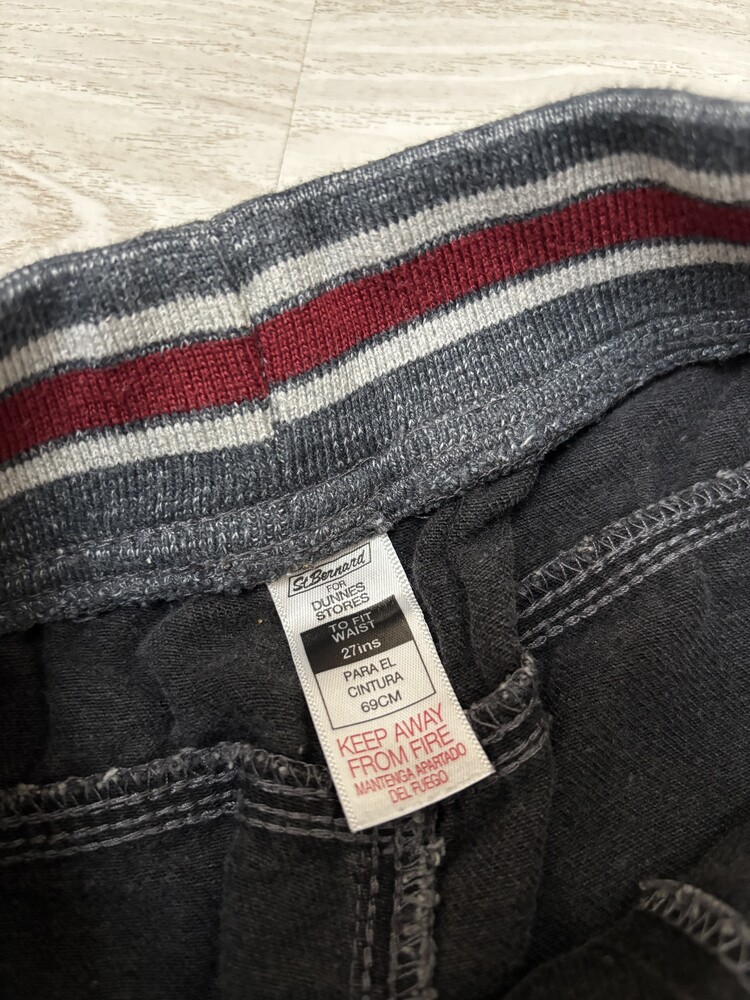 St Bernard
FOR
DUNNES
STORES
TO FIT
WAIST
27ins
PARA EL
CINTURA
69CM
KEEP AWAY
FROM FIRE
MANTENGA APARTADO
DEL FUEGO